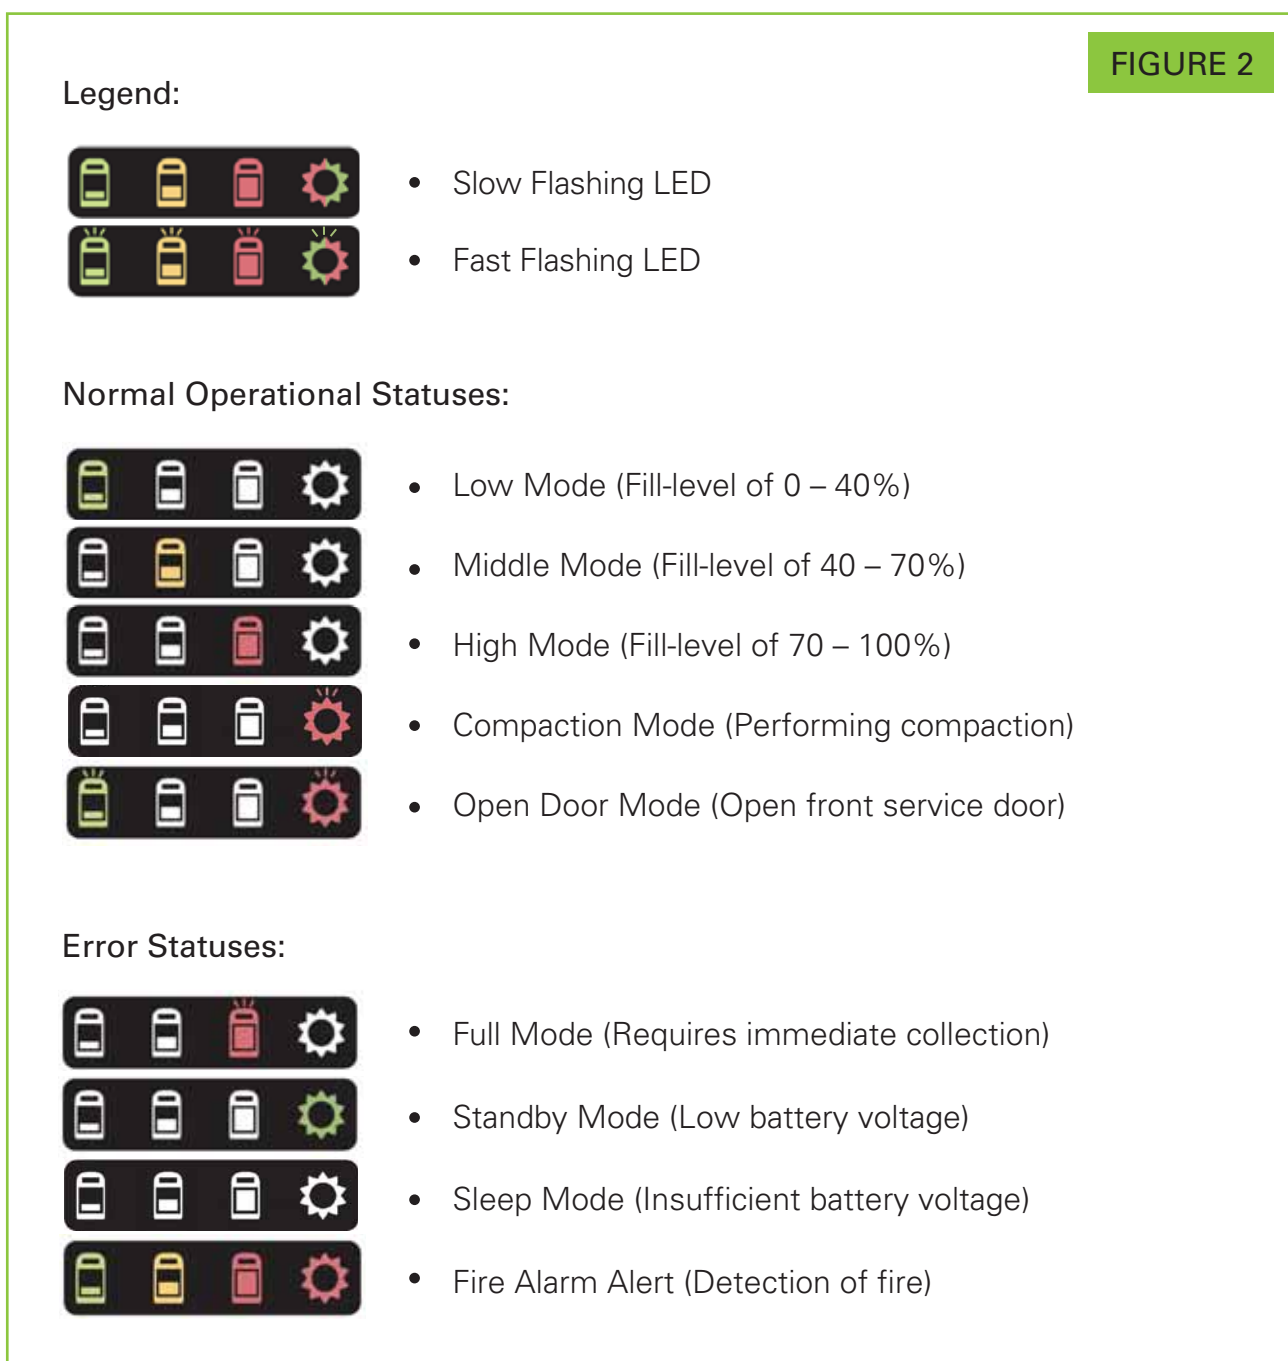 FIGURE 2
Legend:
• Slow Flashing LED
• Fast Flashing LED
Normal Operational Statuses:
• Low Mode (Fill-level of 0 – 40%)
• Middle Mode (Fill-level of 40 – 70%)
• High Mode (Fill-level of 70 – 100%)
• Compaction Mode (Performing compaction)
• Open Door Mode (Open front service door)
Error Statuses:
• Full Mode (Requires immediate collection)
• Standby Mode (Low battery voltage)
• Sleep Mode (Insufficient battery voltage)
• Fire Alarm Alert (Detection of fire)